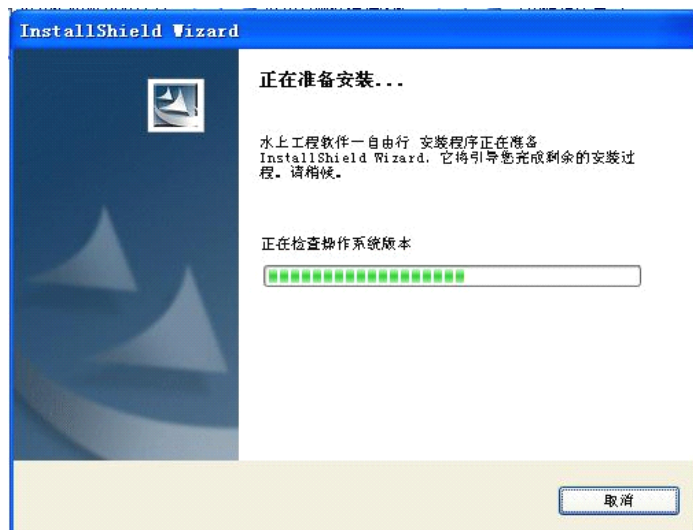 InstallShield Wizard
正在准备安装...
水上工程软件—自由行 安装程序正在准备
InstallShield Wizard，它将引导您完成剩余的安装过
程。请稍候。
正在检查操作系统版本
取消